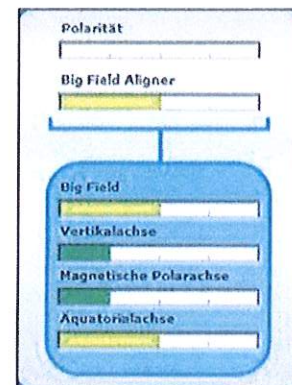 Polarität
Big Field Aligner
Big Field
Vertikalachse
Magnetische Polarachse
Äquatorialachse